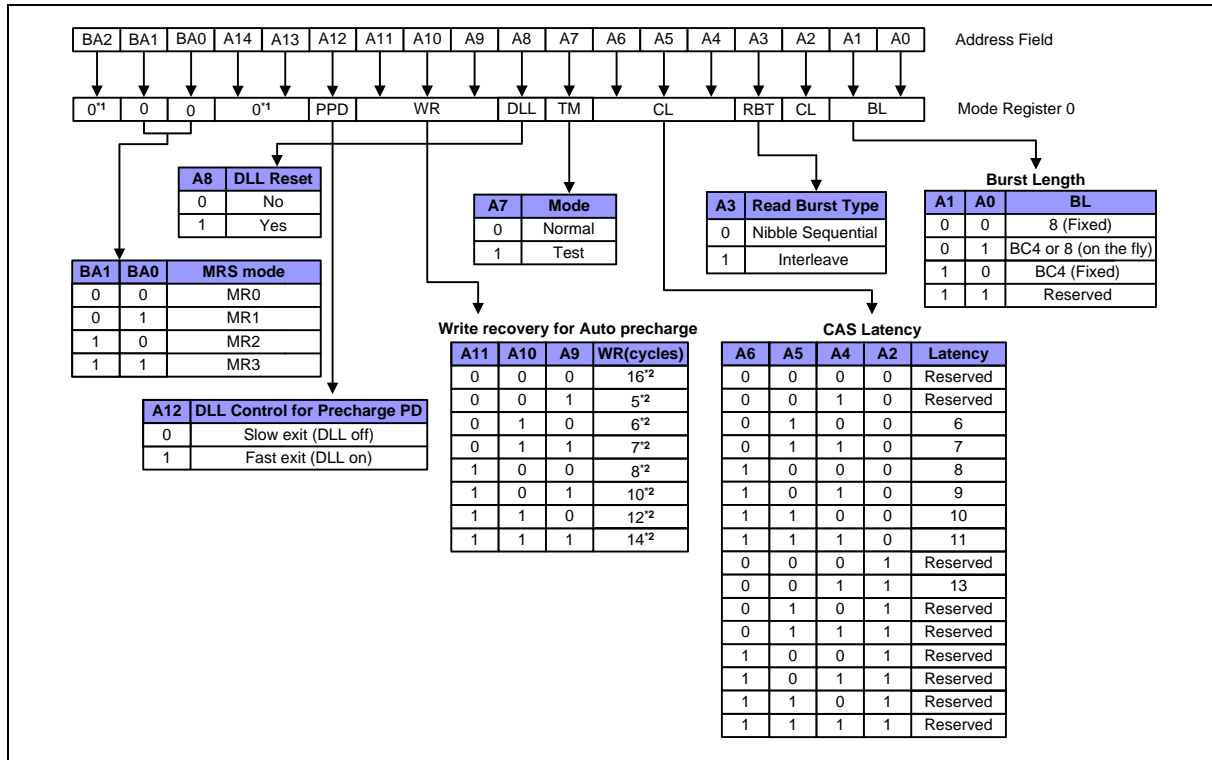 BA2 BA1 BA0 A14 A13 A12 A11 A10 A9 A8 A7 A6 A5 A4 A3 A2 A1 A0 Address Field
0*1 0 0 0*1 PPD WR DLL TM CL RBT CL BL Mode Register 0
A8 DLL Reset
0 No
1 Yes
A7 Mode
0 Normal
1 Test
A3 Read Burst Type
0 Nibble Sequential
1 Interleave
Burst Length
A1 A0 BL
0 0 8 (Fixed)
0 1 BC4 or 8 (on the fly)
1 0 BC4 (Fixed)
1 1 Reserved
BA1 BA0 MRS mode
0 0 MR0
0 1 MR1
1 0 MR2
1 1 MR3
A12 DLL Control for Precharge PD
0 Slow exit (DLL off)
1 Fast exit (DLL on)
Write recovery for Auto precharge
A11 A10 A9 WR(cycles)
0 0 0 16*2
0 0 1 5*2
0 1 0 6*2
0 1 1 7*2
1 0 0 8*2
1 0 1 10*2
1 1 0 12*2
1 1 1 14*2
CAS Latency
A6 A5 A4 A2 Latency
0 0 0 0 Reserved
0 0 1 0 Reserved
0 1 0 0 6
0 1 1 0 7
1 0 0 0 8
1 0 1 0 9
1 1 0 0 10
1 1 1 0 11
0 0 0 1 Reserved
0 0 1 1 13
0 1 0 1 Reserved
0 1 1 1 Reserved
1 0 0 1 Reserved
1 0 1 1 Reserved
1 1 0 1 Reserved
1 1 1 1 Reserved